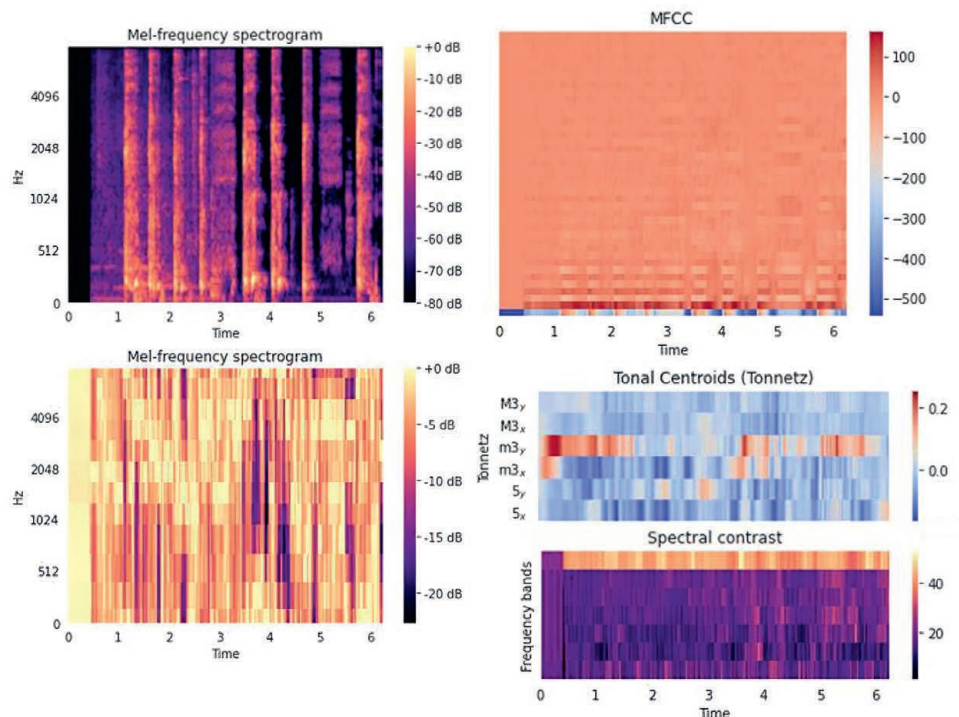 Mel-frequency spectrogram
Hz
4096
2048
1024
512
0
0 1 2 3 4 5 6
Time
+0 dB
-10 dB
-20 dB
-30 dB
-40 dB
-50 dB
-60 dB
-70 dB
-80 dB
MFCC
0 1 2 3 4 5 6
Time
100
0
−100
−200
−300
−400
−500
Mel-frequency spectrogram
Hz
4096
2048
1024
512
0
0 1 2 3 4 5 6
Time
+0 dB
-5 dB
-10 dB
-15 dB
-20 dB
Tonal Centroids (Tonnetz)
Tonnetz
M3y
M3x
m3y
m3x
5y
5x
0.2
0.0
Spectral contrast
Frequency bands
0 1 2 3 4 5 6
Time
40
20